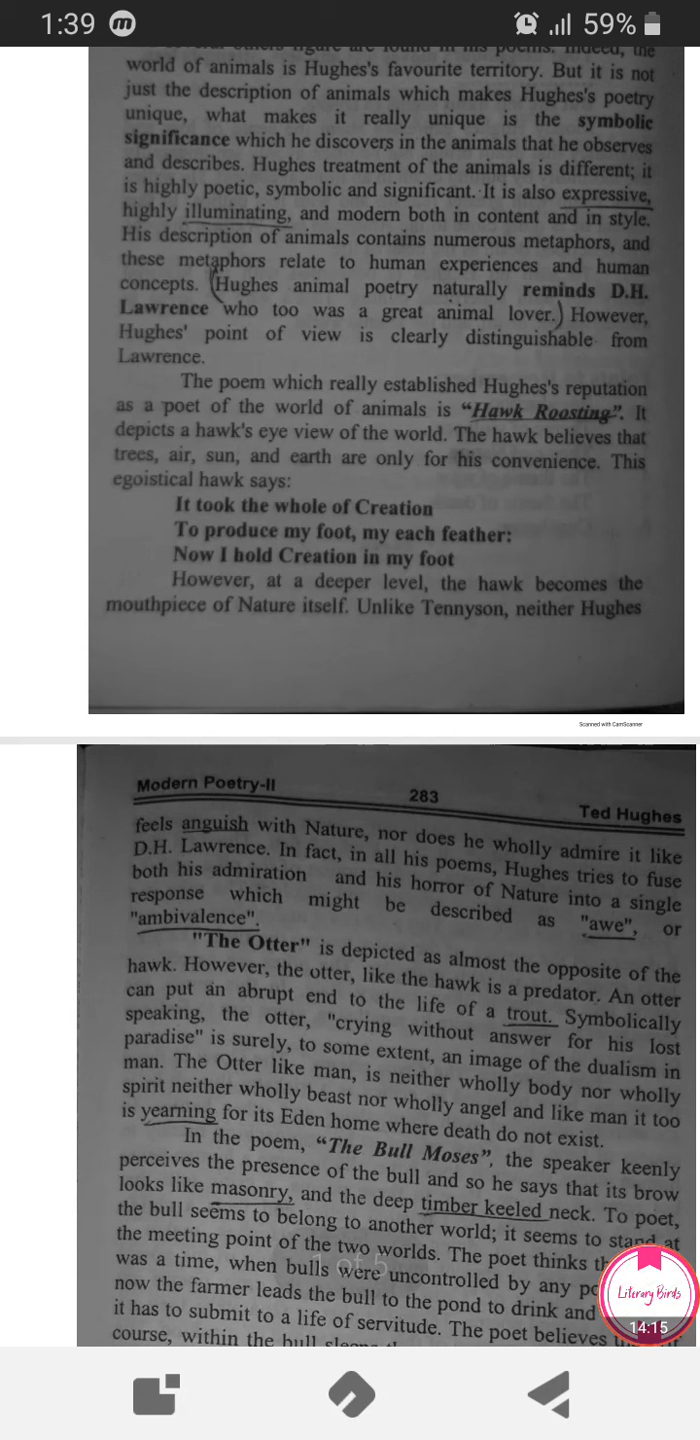 1:39 m 59%
others figure are found in his poems. Indeed, the
world of animals is Hughes's favourite territory. But it is not
just the description of animals which makes Hughes's poetry
unique, what makes it really unique is the symbolic
significance which he discovers in the animals that he observes
and describes. Hughes treatment of the animals is different; it
is highly poetic, symbolic and significant. It is also expressive,
highly illuminating, and modern both in content and in style.
His description of animals contains numerous metaphors, and
these metaphors relate to human experiences and human
concepts. (Hughes animal poetry naturally reminds D.H.
Lawrence who too was a great animal lover.) However,
Hughes' point of view is clearly distinguishable from
Lawrence.
The poem which really established Hughes's reputation
as a poet of the world of animals is "Hawk Roosting". It
depicts a hawk's eye view of the world. The hawk believes that
trees, air, sun, and earth are only for his convenience. This
egoistical hawk says:
It took the whole of Creation
To produce my foot, my each feather:
Now I hold Creation in my foot
However, at a deeper level, the hawk becomes the
mouthpiece of Nature itself. Unlike Tennyson, neither Hughes
Scanned with CamScanner
Modern Poetry-II 283 Ted Hughes
feels anguish with Nature, nor does he wholly admire it like
D.H. Lawrence. In fact, in all his poems, Hughes tries to fuse
both his admiration and his horror of Nature into a single
response which might be described as "awe", or
"ambivalence".
"The Otter" is depicted as almost the opposite of the
hawk. However, the otter, like the hawk is a predator. An otter
can put an abrupt end to the life of a trout. Symbolically
speaking, the otter, "crying without answer for his lost
paradise" is surely, to some extent, an image of the dualism in
man. The Otter like man, is neither wholly body nor wholly
spirit neither wholly beast nor wholly angel and like man it too
is yearning for its Eden home where death do not exist.
In the poem, "The Bull Moses", the speaker keenly
perceives the presence of the bull and so he says that its brow
looks like masonry, and the deep timber keeled neck. To poet,
the bull seems to belong to another world; it seems to stand at
the meeting point of the two worlds. The poet thinks
was a time, when bulls were uncontrolled by any
now the farmer leads the bull to the pond to drink and
it has to submit to a life of servitude. The poet believes
course, within the bull
1 of 5
Literary Birds
14:15